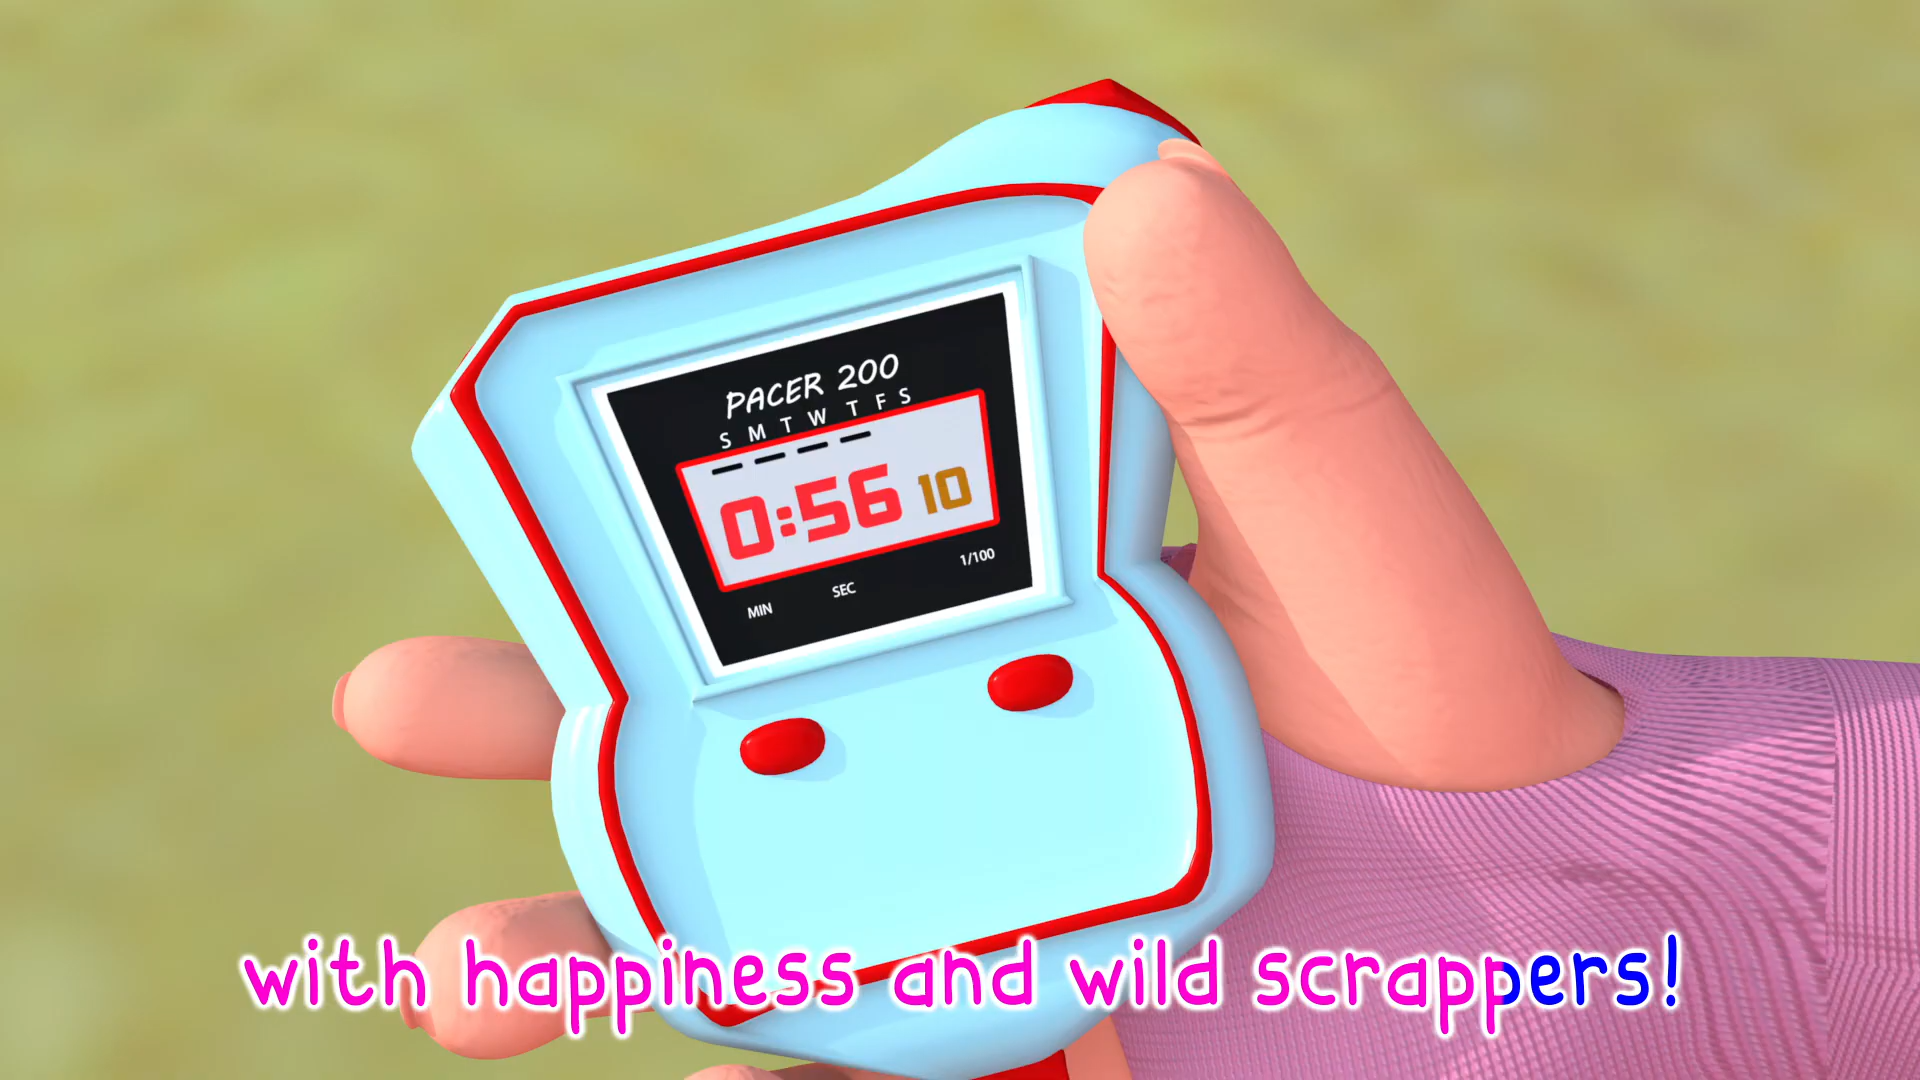 PACER 200
S M T W T F S
0:56 10
MIN SEC 1/100
with happiness and wild scrappers!